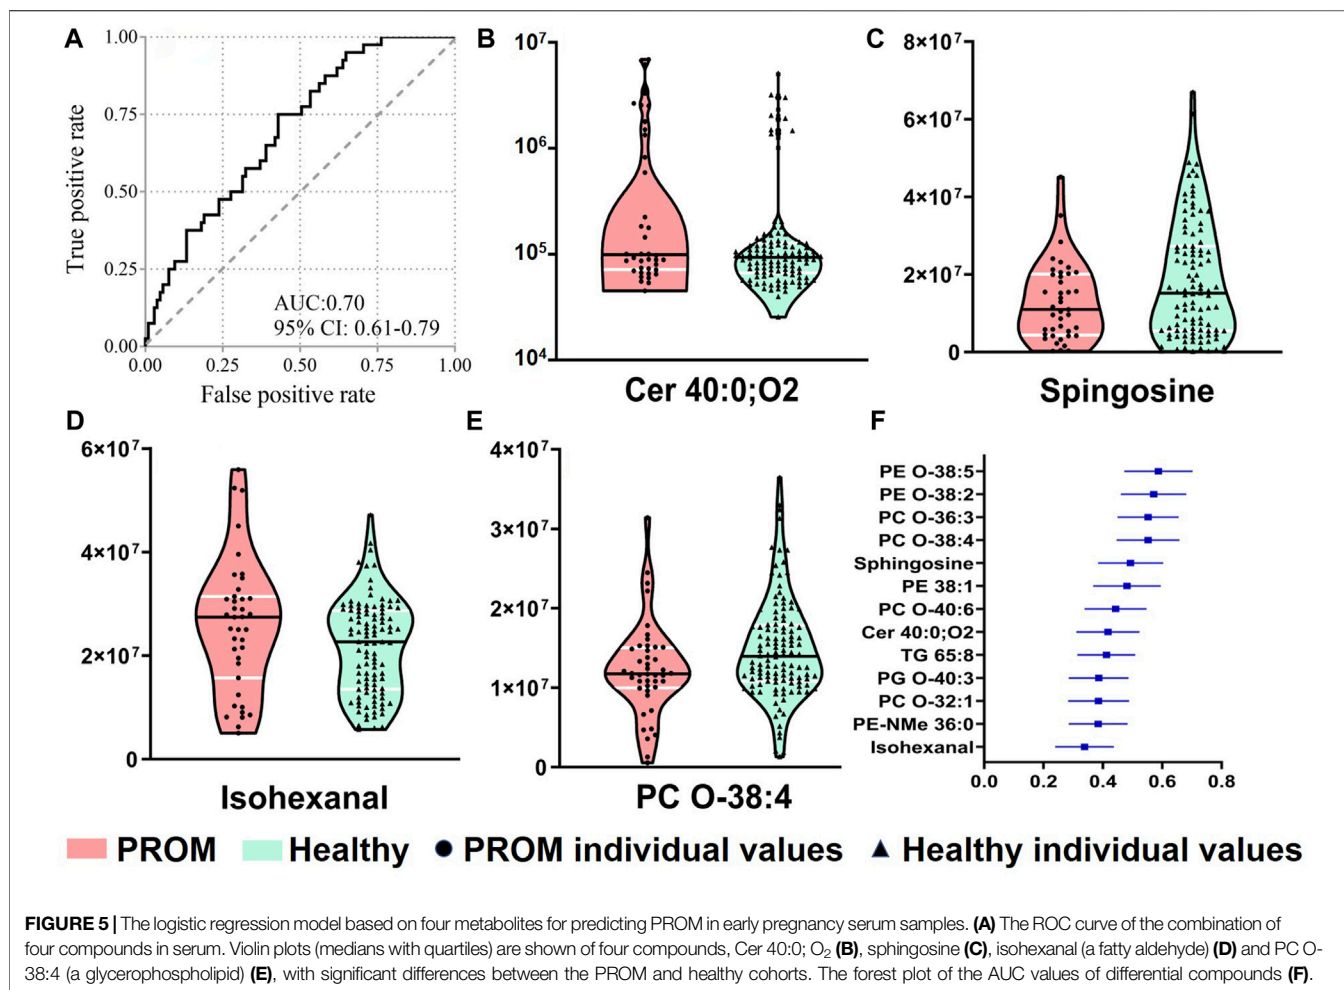 A
1.00
0.75
0.50
0.25
0.00
True positive rate
AUC:0.70
95% CI: 0.61-0.79
0.00 0.25 0.50 0.75 1.00
False positive rate
B
10⁷
10⁶
10⁵
10⁴
Cer 40:0;O2
C
8×10⁷
6×10⁷
4×10⁷
2×10⁷
0
Spingosine
D
6×10⁷
4×10⁷
2×10⁷
0
Isohexanal
E
4×10⁷
3×10⁷
2×10⁷
1×10⁷
0
PC O-38:4
F
PE O-38:5
PE O-38:2
PC O-36:3
PC O-38:4
Sphingosine
PE 38:1
PC O-40:6
Cer 40:0;O2
TG 65:8
PG O-40:3
PC O-32:1
PE-NMe 36:0
Isohexanal
0.0 0.2 0.4 0.6 0.8
PROM Healthy PROM individual values Healthy individual values
FIGURE 5 | The logistic regression model based on four metabolites for predicting PROM in early pregnancy serum samples. (A) The ROC curve of the combination of
four compounds in serum. Violin plots (medians with quartiles) are shown of four compounds, Cer 40:0; O₂ (B), sphingosine (C), isohexanal (a fatty aldehyde) (D) and PC O-
38:4 (a glycerophospholipid) (E), with significant differences between the PROM and healthy cohorts. The forest plot of the AUC values of differential compounds (F).